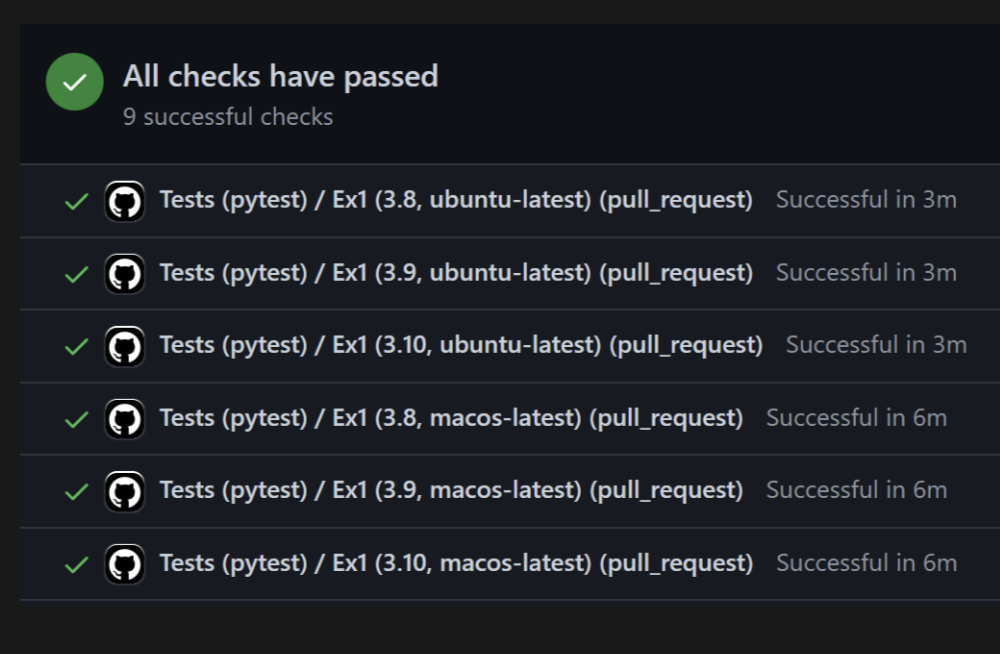 All checks have passed
9 successful checks
Tests (pytest) / Ex1 (3.8, ubuntu-latest) (pull_request) Successful in 3m
Tests (pytest) / Ex1 (3.9, ubuntu-latest) (pull_request) Successful in 3m
Tests (pytest) / Ex1 (3.10, ubuntu-latest) (pull_request) Successful in 3m
Tests (pytest) / Ex1 (3.8, macos-latest) (pull_request) Successful in 6m
Tests (pytest) / Ex1 (3.9, macos-latest) (pull_request) Successful in 6m
Tests (pytest) / Ex1 (3.10, macos-latest) (pull_request) Successful in 6m